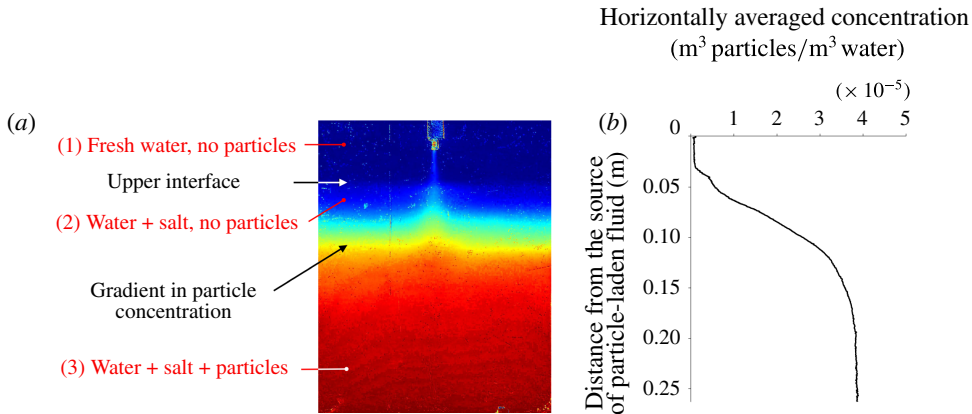 Horizontally averaged concentration
(m³ particles/m³ water)
(× 10⁻⁵)
(a)
(1) Fresh water, no particles
Upper interface
(2) Water + salt, no particles
Gradient in particle
concentration
(3) Water + salt + particles
(b)
0 1 2 3 4 5
0
0.05
0.10
0.15
0.20
0.25
Distance from the source
of particle-laden fluid (m)